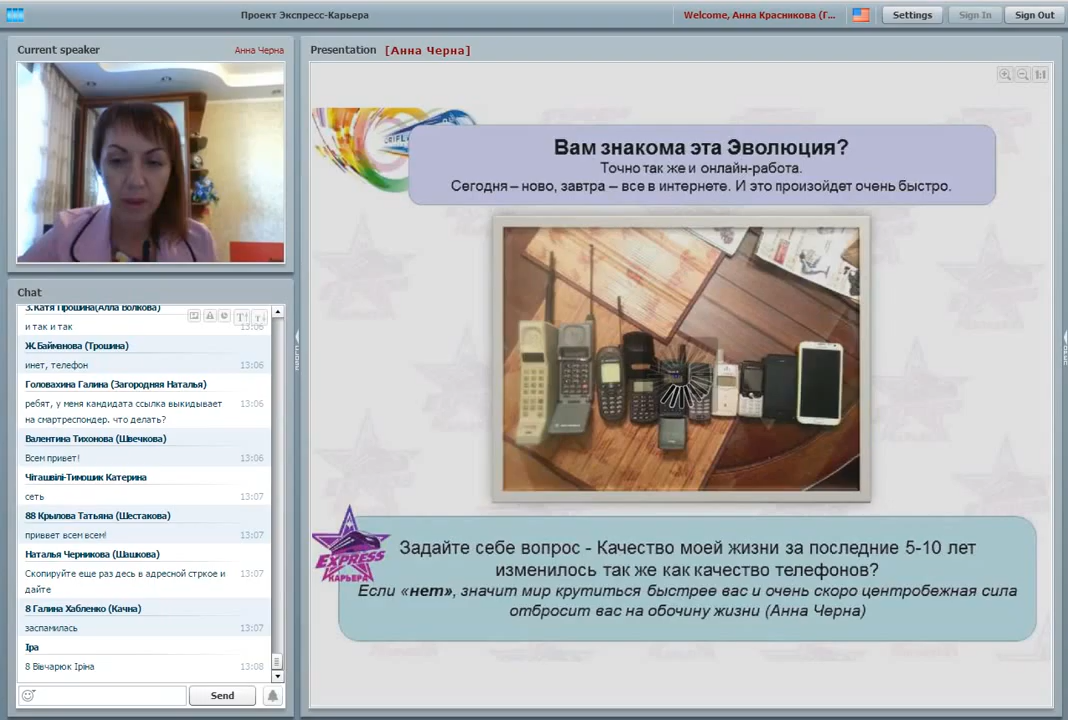 Проект Экспресс-Карьера
Welcome, Анна Красникова (Г...
Settings
Sign In
Sign Out
Current speaker
Анна Черна
Presentation [Анна Черна]
1:1
Вам знакома эта Эволюция?
Точно так же и онлайн-работа.
Сегодня – ново, завтра – все в интернете. И это произойдет очень быстро.
EXPRESS
КАРЬЕРА
Задайте себе вопрос - Качество моей жизни за последние 5-10 лет
изменилось так же как качество телефонов?
Если «нет», значит мир крутиться быстрее вас и очень скоро центробежная сила
отбросит вас на обочину жизни (Анна Черна)
Chat
3.Катя Прошина(Алла Волкова)
и так и так 13:06
Ж.Байманова (Трошина)
инет, телефон 13:06
Головахина Галина (Загородняя Наталья)
ребят, у меня кандидата ссылка выкидывает 13:06
на смартреспондер. что делать?
Валентина Тихонова (Швечкова)
Всем привет! 13:06
Чіташвілі-Тимошик Катерина
сеть 13:07
88 Крылова Татьяна (Шестакова)
приввет всем всем! 13:07
Наталья Черникова (Шашкова)
Скопируйте еще раз десь в адресной стркое и 13:07
дайте
8 Галина Хабленко (Качна)
заспамилась 13:07
Іра
8 Вівчарюк Іріна 13:08
Send